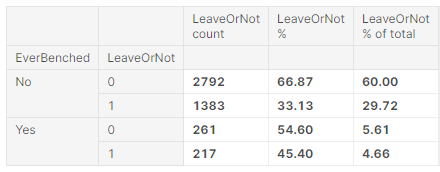 LeaveOrNot count LeaveOrNot % LeaveOrNot % of total
EverBenched LeaveOrNot
No 0 2792 66.87 60.00
1 1383 33.13 29.72
Yes 0 261 54.60 5.61
1 217 45.40 4.66